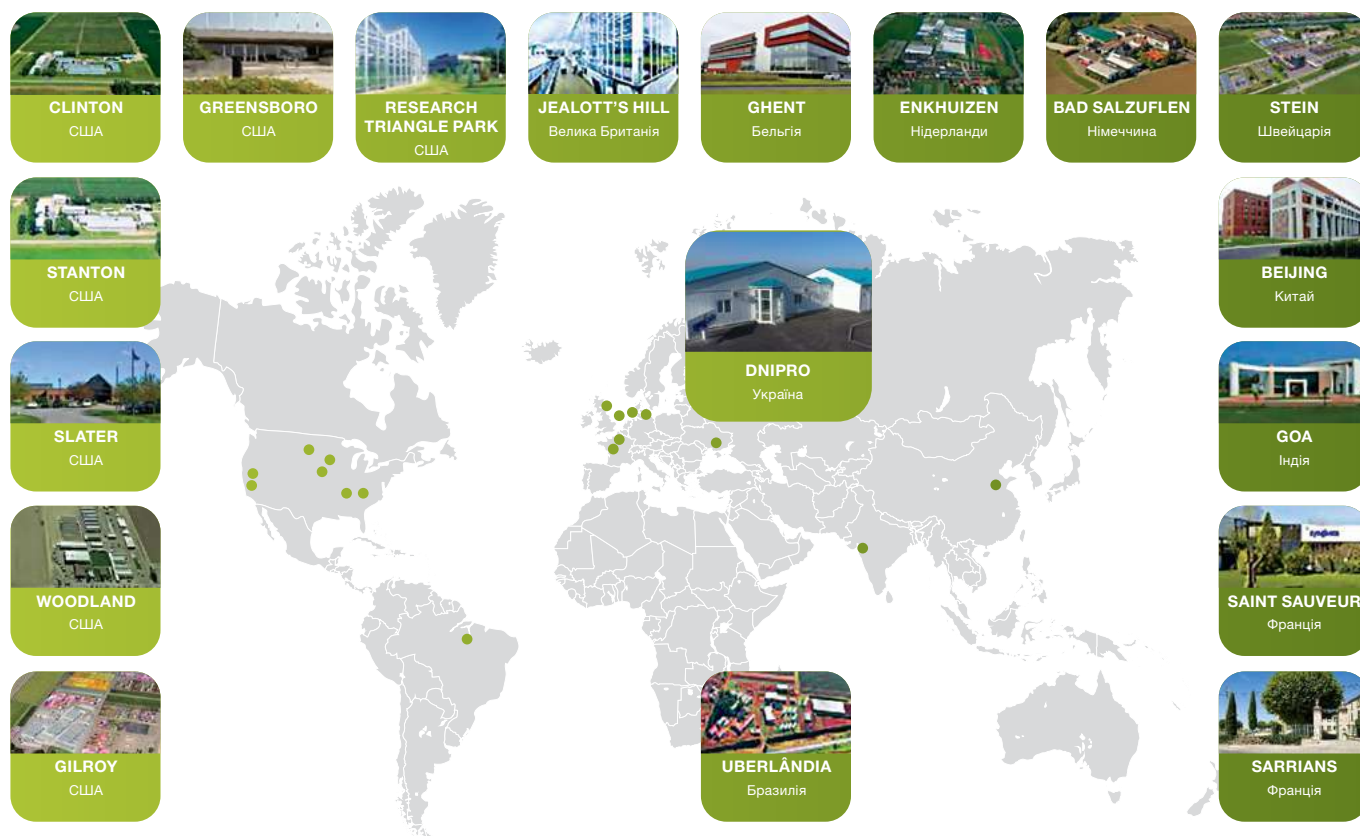 CLINTON
США
GREENSBORO
США
RESEARCH
TRIANGLE PARK
США
JEALOTT'S HILL
Велика Британія
GHENT
Бельгія
ENKHUIZEN
Нідерланди
BAD SALZUFLEN
Німеччина
STEIN
Швейцарія
STANTON
США
DNIPRO
Україна
BEIJING
Китай
SLATER
США
GOA
Індія
WOODLAND
США
syngenta
SAINT SAUVEUR
Франція
GILROY
США
UBERLÂNDIA
Бразилія
SARRIANS
Франція